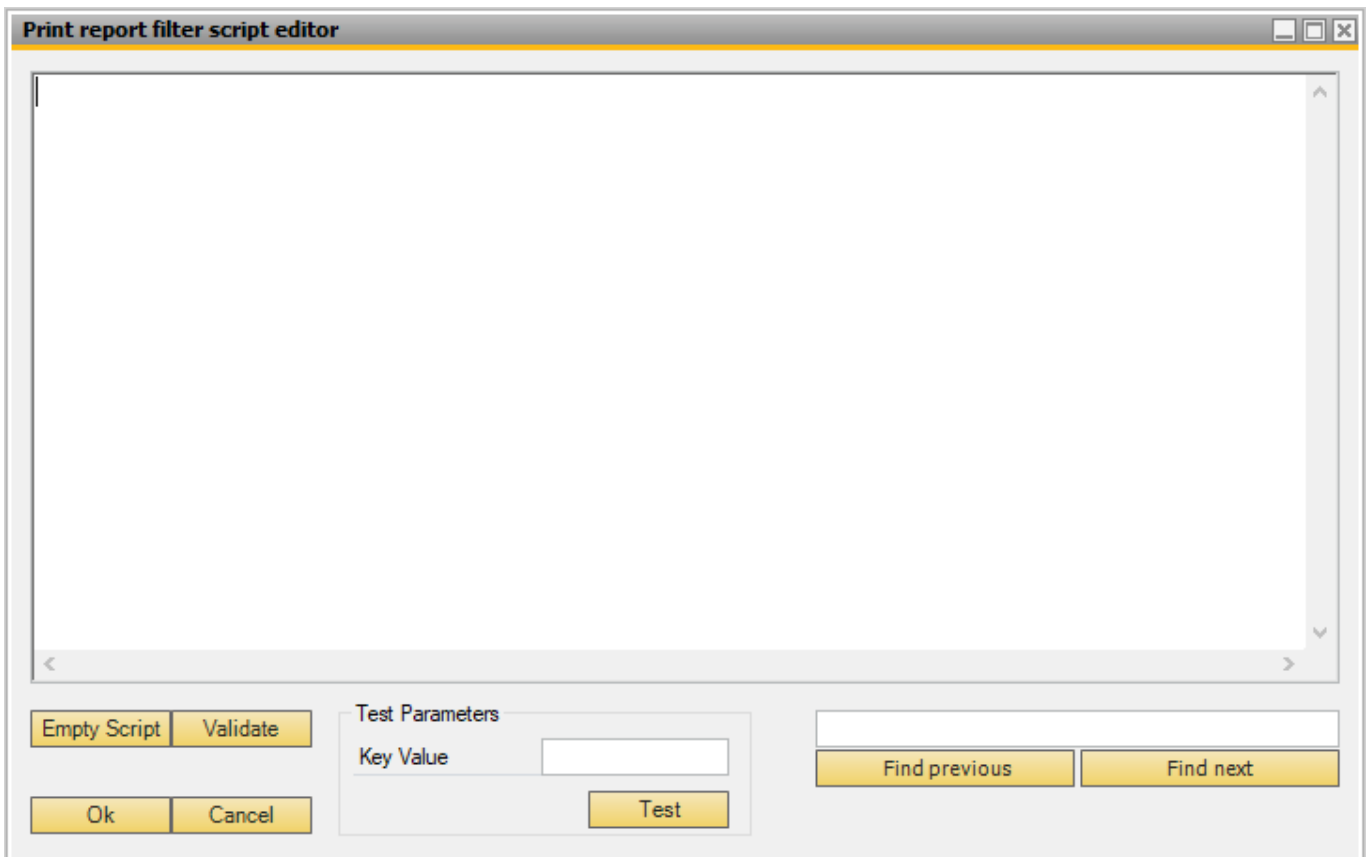 Print report filter script editor
Empty Script Validate
Test Parameters
Key Value
Find previous Find next
Ok Cancel
Test